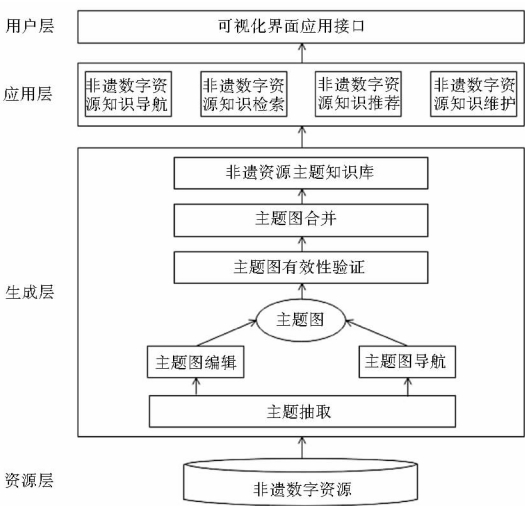 用户层
可视化界面应用接口
应用层
非遗数字资
源知识导航
非遗数字资
源知识检索
非遗数字资
源知识推荐
非遗数字资
源知识维护
生成层
非遗资源主题知识库
主题图合并
主题图有效性验证
主题图
主题图编辑
主题图导航
主题抽取
资源层
非遗数字资源